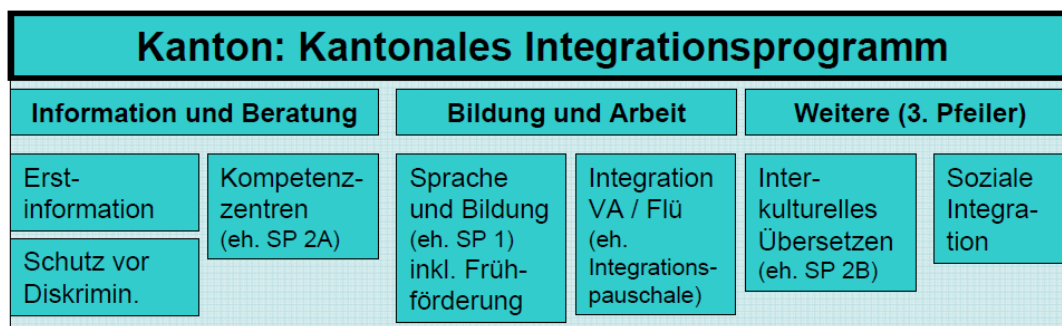 Kanton: Kantonales Integrationsprogramm
Information und Beratung
Bildung und Arbeit
Weitere (3. Pfeiler)
Erst-
information
Schutz vor
Diskrimin.
Kompetenz-
zentren
(eh. SP 2A)
Sprache
und Bildung
(eh. SP 1)
inkl. Früh-
förderung
Integration
VA / Flü
(eh.
Integrations-
pauschale)
Inter-
kulturelles
Übersetzen
(eh. SP 2B)
Soziale
Integra-
tion